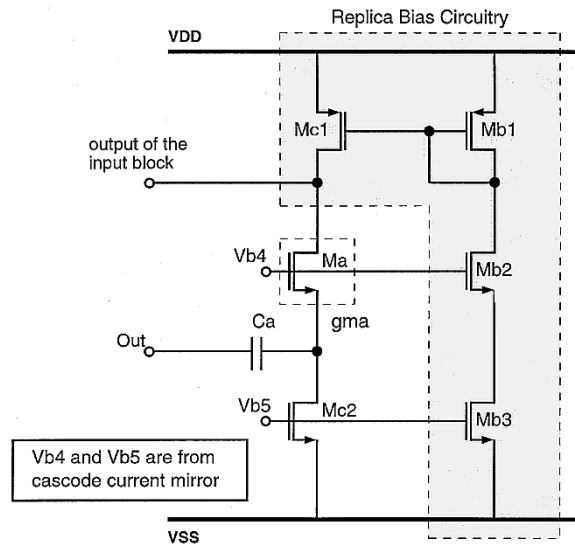 Replica Bias Circuitry
VDD
Mc1
Mb1
output of the
input block
Vb4
Ma
Mb2
Ca
gma
Out
Vb5
Mc2
Mb3
Vb4 and Vb5 are from
cascode current mirror
VSS